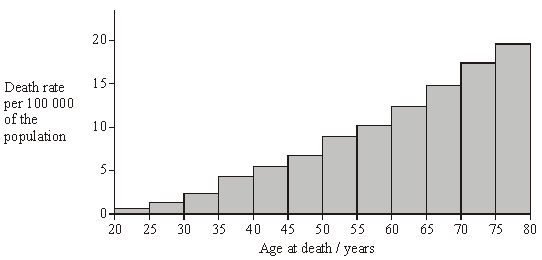 20
15
10
5
0
Death rate
per 100 000
of the
population
20 25 30 35 40 45 50 55 60 65 70 75 80
Age at death / years